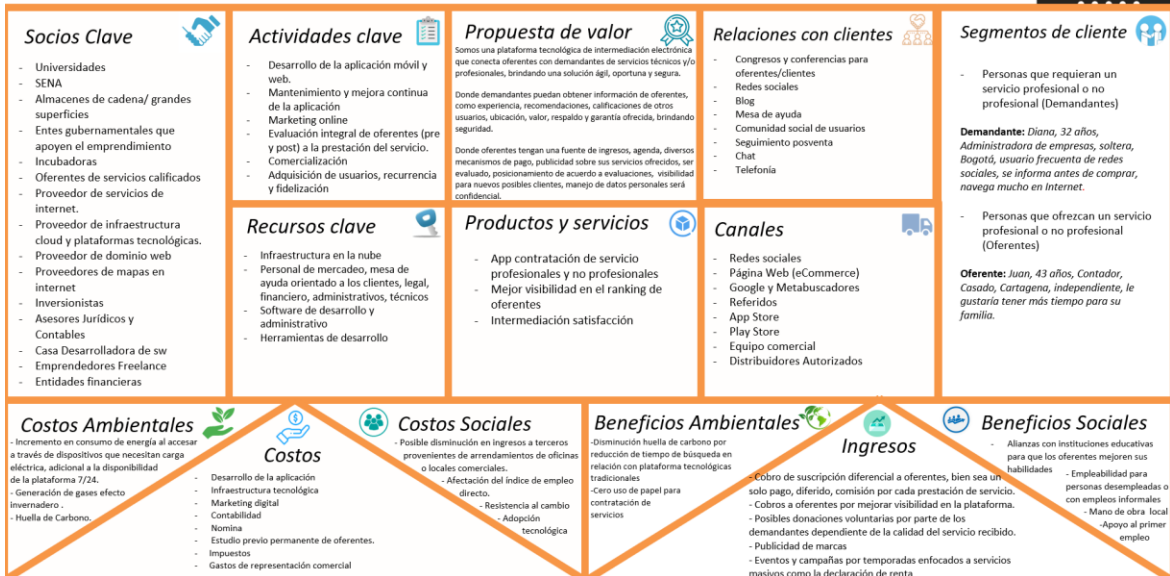 Socios Clave
- Universidades
- SENA
- Almacenes de cadena/ grandes
superficies
- Entes gubernamentales que
apoyen el emprendimiento
- Incubadoras
- Oferentes de servicios calificados
- Proveedor de servicios de
internet.
- Proveedor de infraestructura
cloud y plataformas tecnológicas.
- Proveedor de dominio web
- Proveedores de mapas en
internet
- Inversionistas
- Asesores Jurídicos y
Contables
- Casa Desarrolladora de sw
- Emprendedores Freelance
- Entidades financieras
Actividades clave
- Desarrollo de la aplicación móvil y
web.
- Mantenimiento y mejora continua
de la aplicación
- Marketing online
- Evaluación integral de oferentes (pre
y post) a la prestación del servicio.
- Comercialización
- Adquisición de usuarios, recurrencia
y fidelización
Recursos clave
- Infraestructura en la nube
- Personal de mercadeo, mesa de
ayuda orientado a los clientes, legal,
financiero, administrativos, técnicos
- Software de desarrollo y
administrativo
- Herramientas de desarrollo
Propuesta de valor
Somos una plataforma tecnológica de intermediación electrónica
que conecta oferentes con demandantes de servicios técnicos y/o
profesionales, brindando una solución ágil, oportuna y segura.
Donde demandantes puedan obtener información de oferentes,
como experiencia, recomendaciones, calificaciones de otros
usuarios, ubicación, valor, respaldo y garantía ofrecida, brindando
seguridad.
Donde oferentes tengan una fuente de ingresos, agenda, diversos
mecanismos de pago, publicidad sobre sus servicios ofrecidos, ser
evaluado, posicionamiento de acuerdo a evaluaciones, visibilidad
para nuevos posibles clientes, manejo de datos personales será
confidencial.
Productos y servicios
- App contratación de servicio
profesionales y no profesionales
- Mejor visibilidad en el ranking de
oferentes
- Intermediación satisfacción
Relaciones con clientes
- Congresos y conferencias para
oferentes/clientes
- Redes sociales
- Blog
- Mesa de ayuda
- Comunidad social de usuarios
- Seguimiento posventa
- Chat
- Telefonía
Canales
- Redes sociales
- Página Web (eCommerce)
- Google y Metabuscadores
- Referidos
- App Store
- Play Store
- Equipo comercial
- Distribuidores Autorizados
Segmentos de cliente
- Personas que requieran un
servicio profesional o no
profesional (Demandantes)
Demandante: Diana, 32 años,
Administradora de empresas, soltera,
Bogotá, usuario frecuenta de redes
sociales, se informa antes de comprar,
navega mucho en Internet.
- Personas que ofrezcan un servicio
profesional o no profesional
(Oferentes)
Oferente: Juan, 43 años, Contador,
Casado, Cartagena, independiente, le
gustaría tener más tiempo para su
familia.
Costos Ambientales
- Incremento en consumo de energía al accesar
a través de dispositivos que necesitan carga
eléctrica, adicional a la disponibilidad
de la plataforma 7/24.
- Generación de gases efecto
invernadero .
- Huella de Carbono.
Costos
- Desarrollo de la aplicación
- Infraestructura tecnológica
- Marketing digital
- Contabilidad
- Nomina
- Estudio previo permanente de oferentes.
- Impuestos
- Gastos de representación comercial
Costos Sociales
- Posible disminución en ingresos a terceros
provenientes de arrendamientos de oficinas
o locales comerciales.
- Afectación del índice de empleo
directo.
- Resistencia al cambio
- Adopción
tecnológica
Beneficios Ambientales
-Disminución huella de carbono por
reducción de tiempo de búsqueda en
relación con plataforma tecnológicas
tradicionales
-Cero uso de papel para
contratación de
servicios
Ingresos
- Cobro de suscripción diferencial a oferentes, bien sea un
solo pago, diferido, comisión por cada prestación de servicio.
- Cobros a oferentes por mejorar visibilidad en la plataforma.
- Posibles donaciones voluntarias por parte de los
demandantes dependiente de la calidad del servicio recibido.
- Publicidad de marcas
- Eventos y campañas por temporadas enfocados a servicios
masivos como la declaración de renta
Beneficios Sociales
- Alianzas con instituciones educativas
para que los oferentes mejoren sus
habilidades
- Empleabilidad para
personas desempleadas o
con empleos informales
- Mano de obra local
-Apoyo al primer
empleo